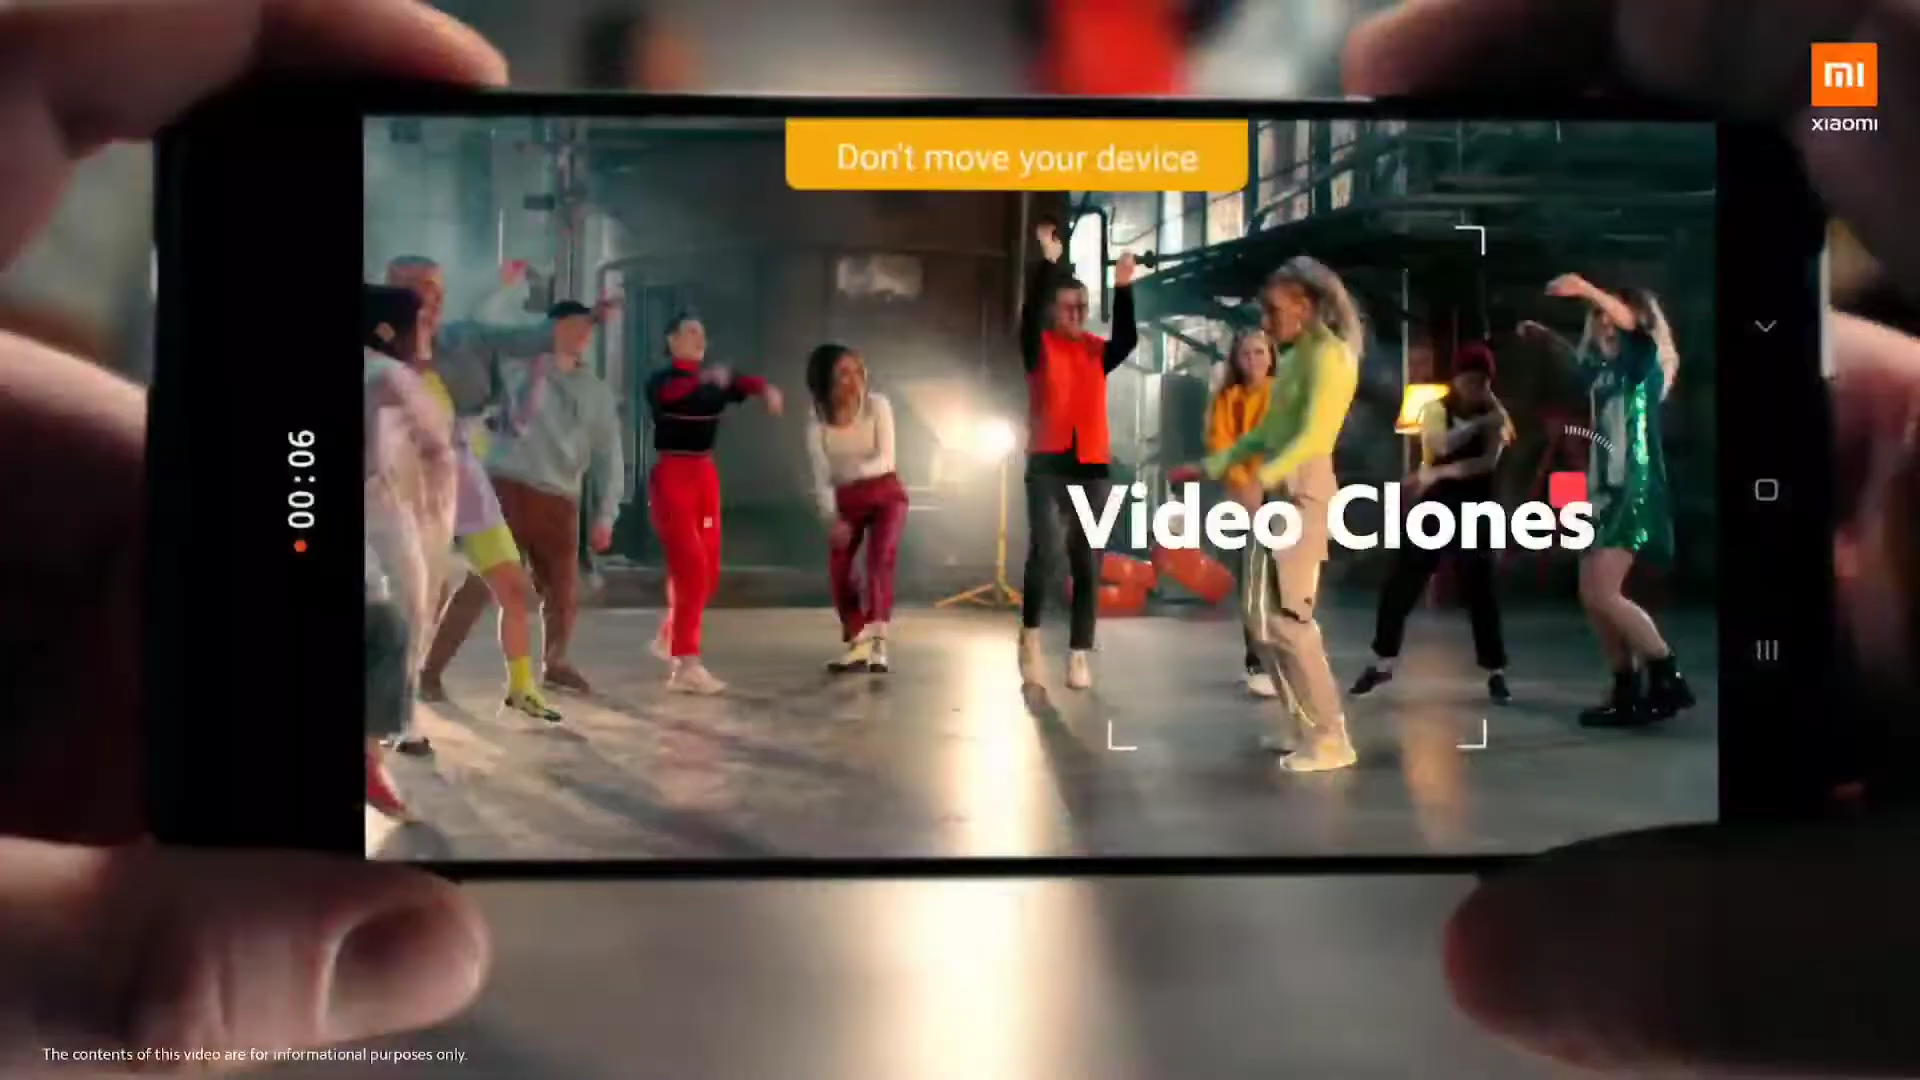 mi
xiaomi
Don't move your device
00:06
Video Clones
The contents of this video are for informational purposes only.